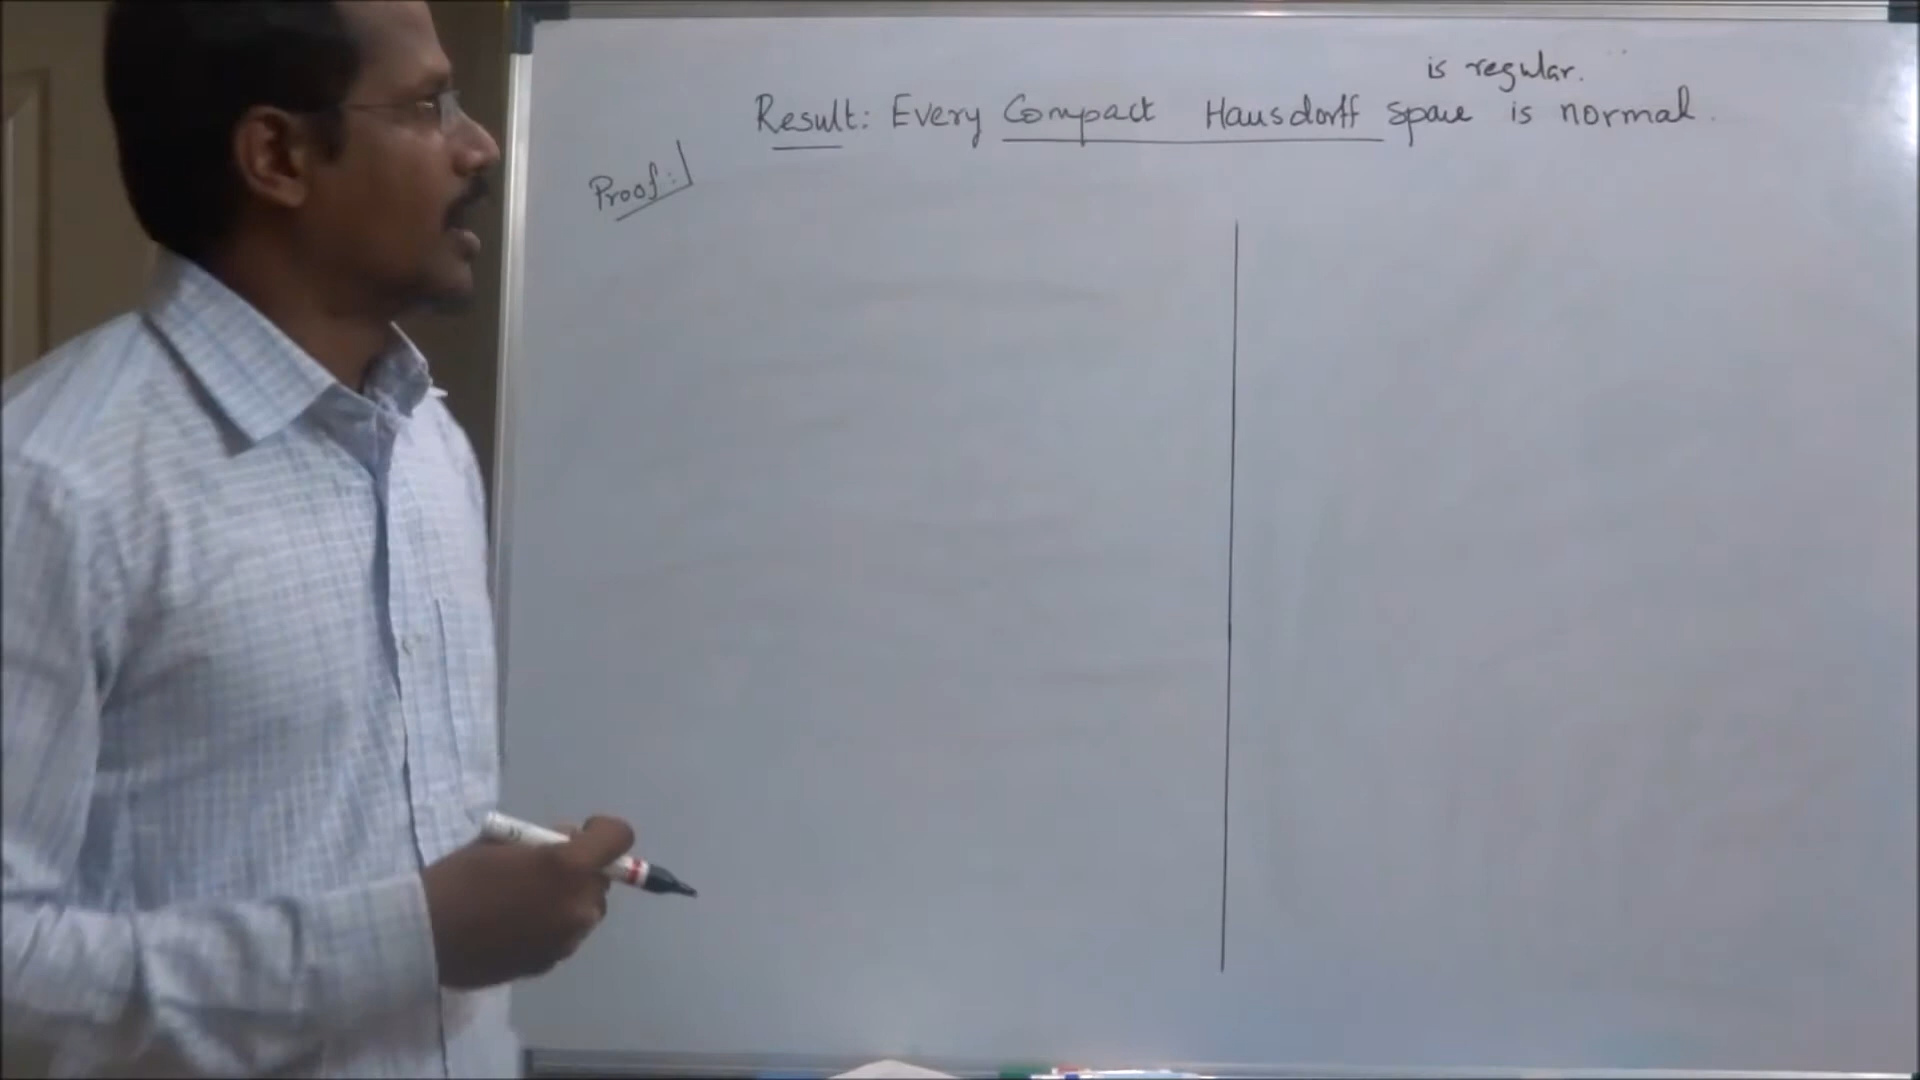 is regular.
Result: Every Compact Hausdorff space is normal.
Proof: